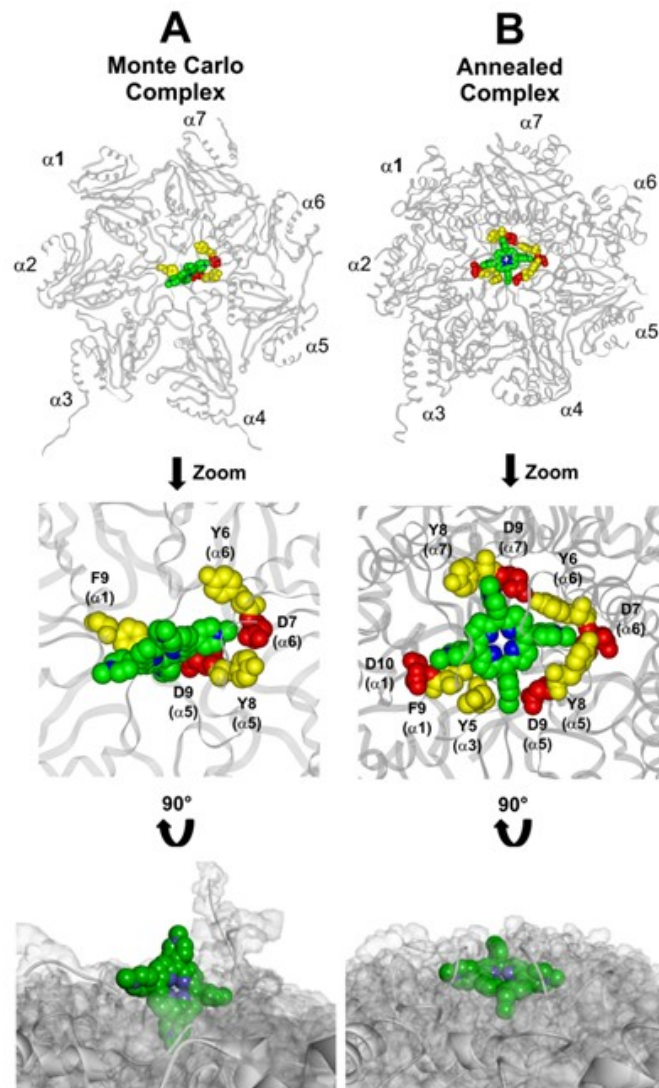 A
Monte Carlo
Complex
α7
α1
α6
α2
α5
α3
α4
Zoom
Y6
(α6)
F9
(α1)
D7
(α6)
D9
(α5)
Y8
(α5)
90°
B
Annealed
Complex
α7
α1
α6
α2
α5
α3
α4
Zoom
Y8
(α7)
D9
(α7)
Y6
(α6)
D7
(α6)
D10
(α1)
F9
(α1)
Y5
(α3)
D9
(α5)
Y8
(α5)
90°